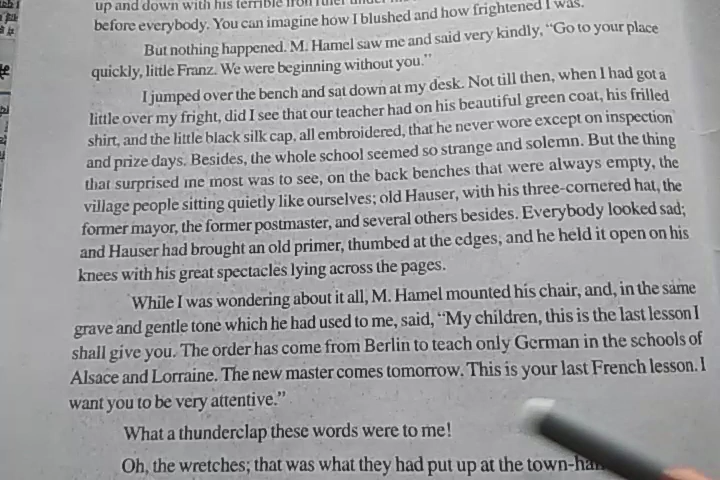 up and down with his terrible iron ruler under
before everybody. You can imagine how I blushed and how frightened I was.
But nothing happened. M. Hamel saw me and said very kindly, “Go to your place
quickly, little Franz. We were beginning without you.”
I jumped over the bench and sat down at my desk. Not till then, when I had got a
little over my fright, did I see that our teacher had on his beautiful green coat, his frilled
shirt, and the little black silk cap, all embroidered, that he never wore except on inspection
and prize days. Besides, the whole school seemed so strange and solemn. But the thing
that surprised me most was to see, on the back benches that were always empty, the
village people sitting quietly like ourselves; old Hauser, with his three-cornered hat, the
former mayor, the former postmaster, and several others besides. Everybody looked sad;
and Hauser had brought an old primer, thumbed at the edges, and he held it open on his
knees with his great spectacles lying across the pages.
While I was wondering about it all, M. Hamel mounted his chair, and, in the same
grave and gentle tone which he had used to me, said, “My children, this is the last lesson I
shall give you. The order has come from Berlin to teach only German in the schools of
Alsace and Lorraine. The new master comes tomorrow. This is your last French lesson. I
want you to be very attentive.”
What a thunderclap these words were to me!
Oh, the wretches; that was what they had put up at the town-